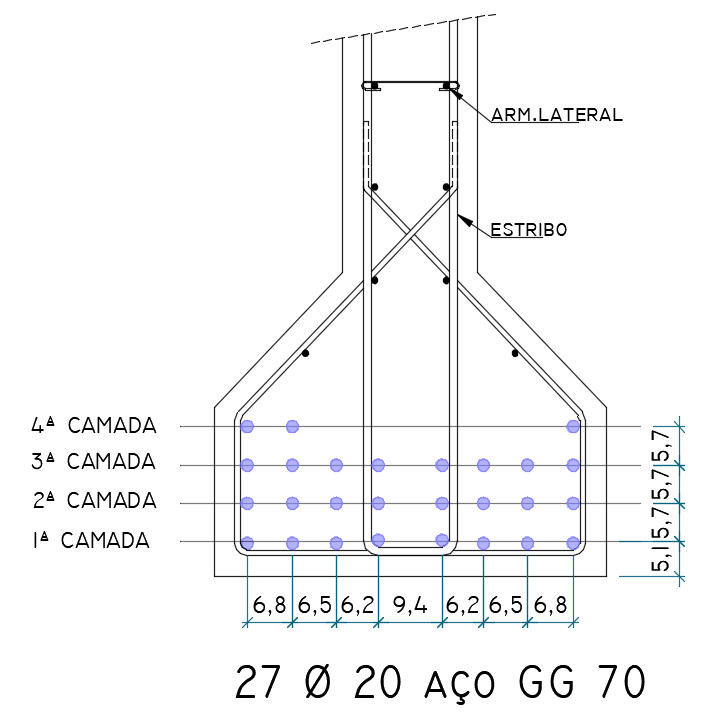 ARM.LATERAL
ESTRIBO
4ª CAMADA
3ª CAMADA
2ª CAMADA
1ª CAMADA
5,7
5,7
5,7
5,1
6,8 6,5 6,2 9,4 6,2 6,5 6,8
27 Ø 20 AÇO GG 70